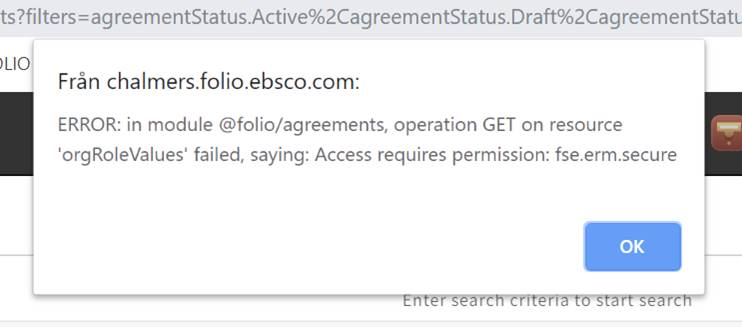 ts?filters=agreementStatus.Active%2CagreementStatus.Draft%2CagreementStatu
OLIO
Från chalmers.folio.ebsco.com:
ERROR: in module @folio/agreements, operation GET on resource
'orgRoleValues' failed, saying: Access requires permission: fse.erm.secure
OK
Enter search criteria to start search